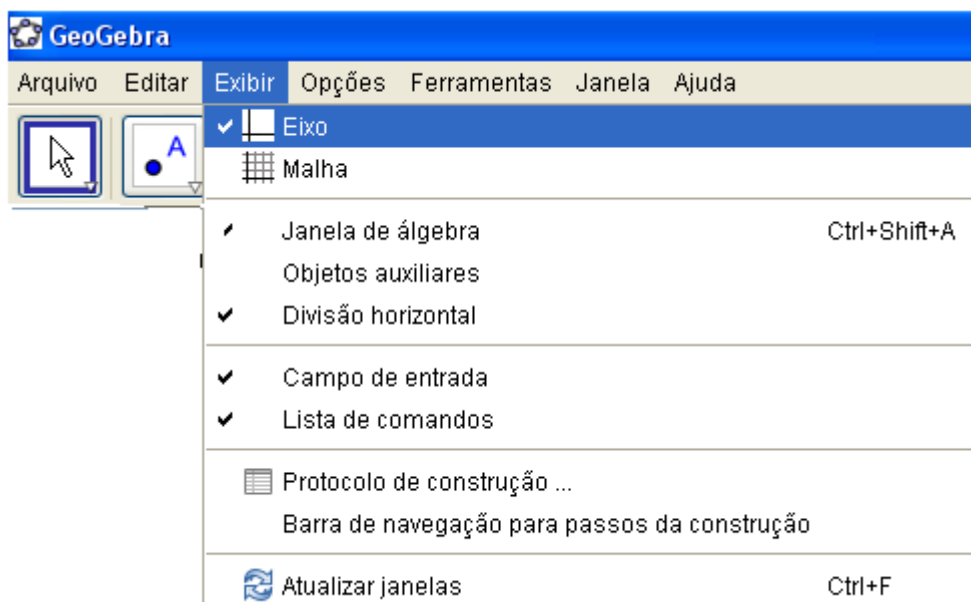 GeoGebra
Arquivo Editar Exibir Opções Ferramentas Janela Ajuda
A
Eixo
Malha
Janela de álgebra Ctrl+Shift+A
Objetos auxiliares
Divisão horizontal
Campo de entrada
Lista de comandos
Protocolo de construção ...
Barra de navegação para passos da construção
Atualizar janelas Ctrl+F